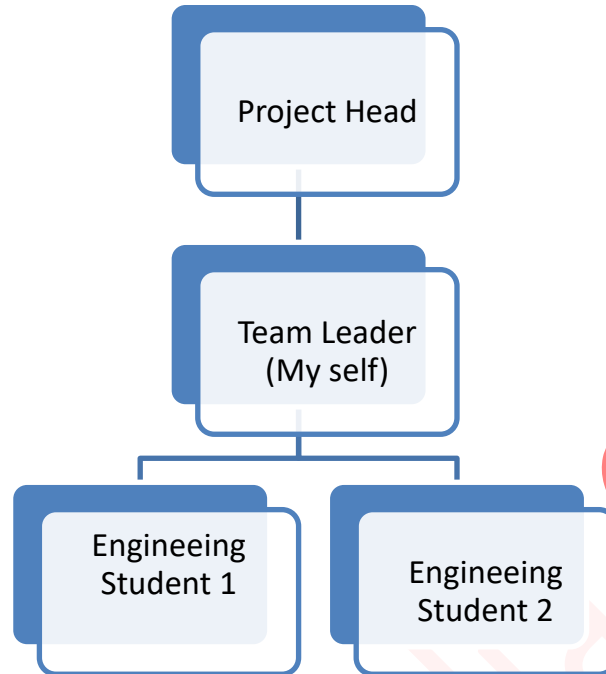 Project Head
Team Leader
(My self)
Engineeing
Student 1
Engineeing
Student 2